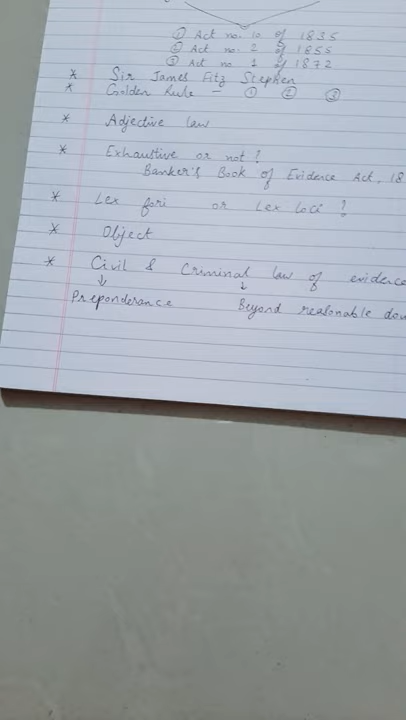 ① Act no. 10 of 1835
② Act no. 2 of 1855
③ Act no. 1 of 1872
* Sir James Fitz Stephen
* Golden Rule - ① ② ③
* Adjective law
* Exhaustive or not?
Banker's Book of Evidence Act, 18
* Lex fori or Lex loci?
* Object
* Civil & Criminal law of evidence
↓ ↓
Preponderance Beyond reasonable dou